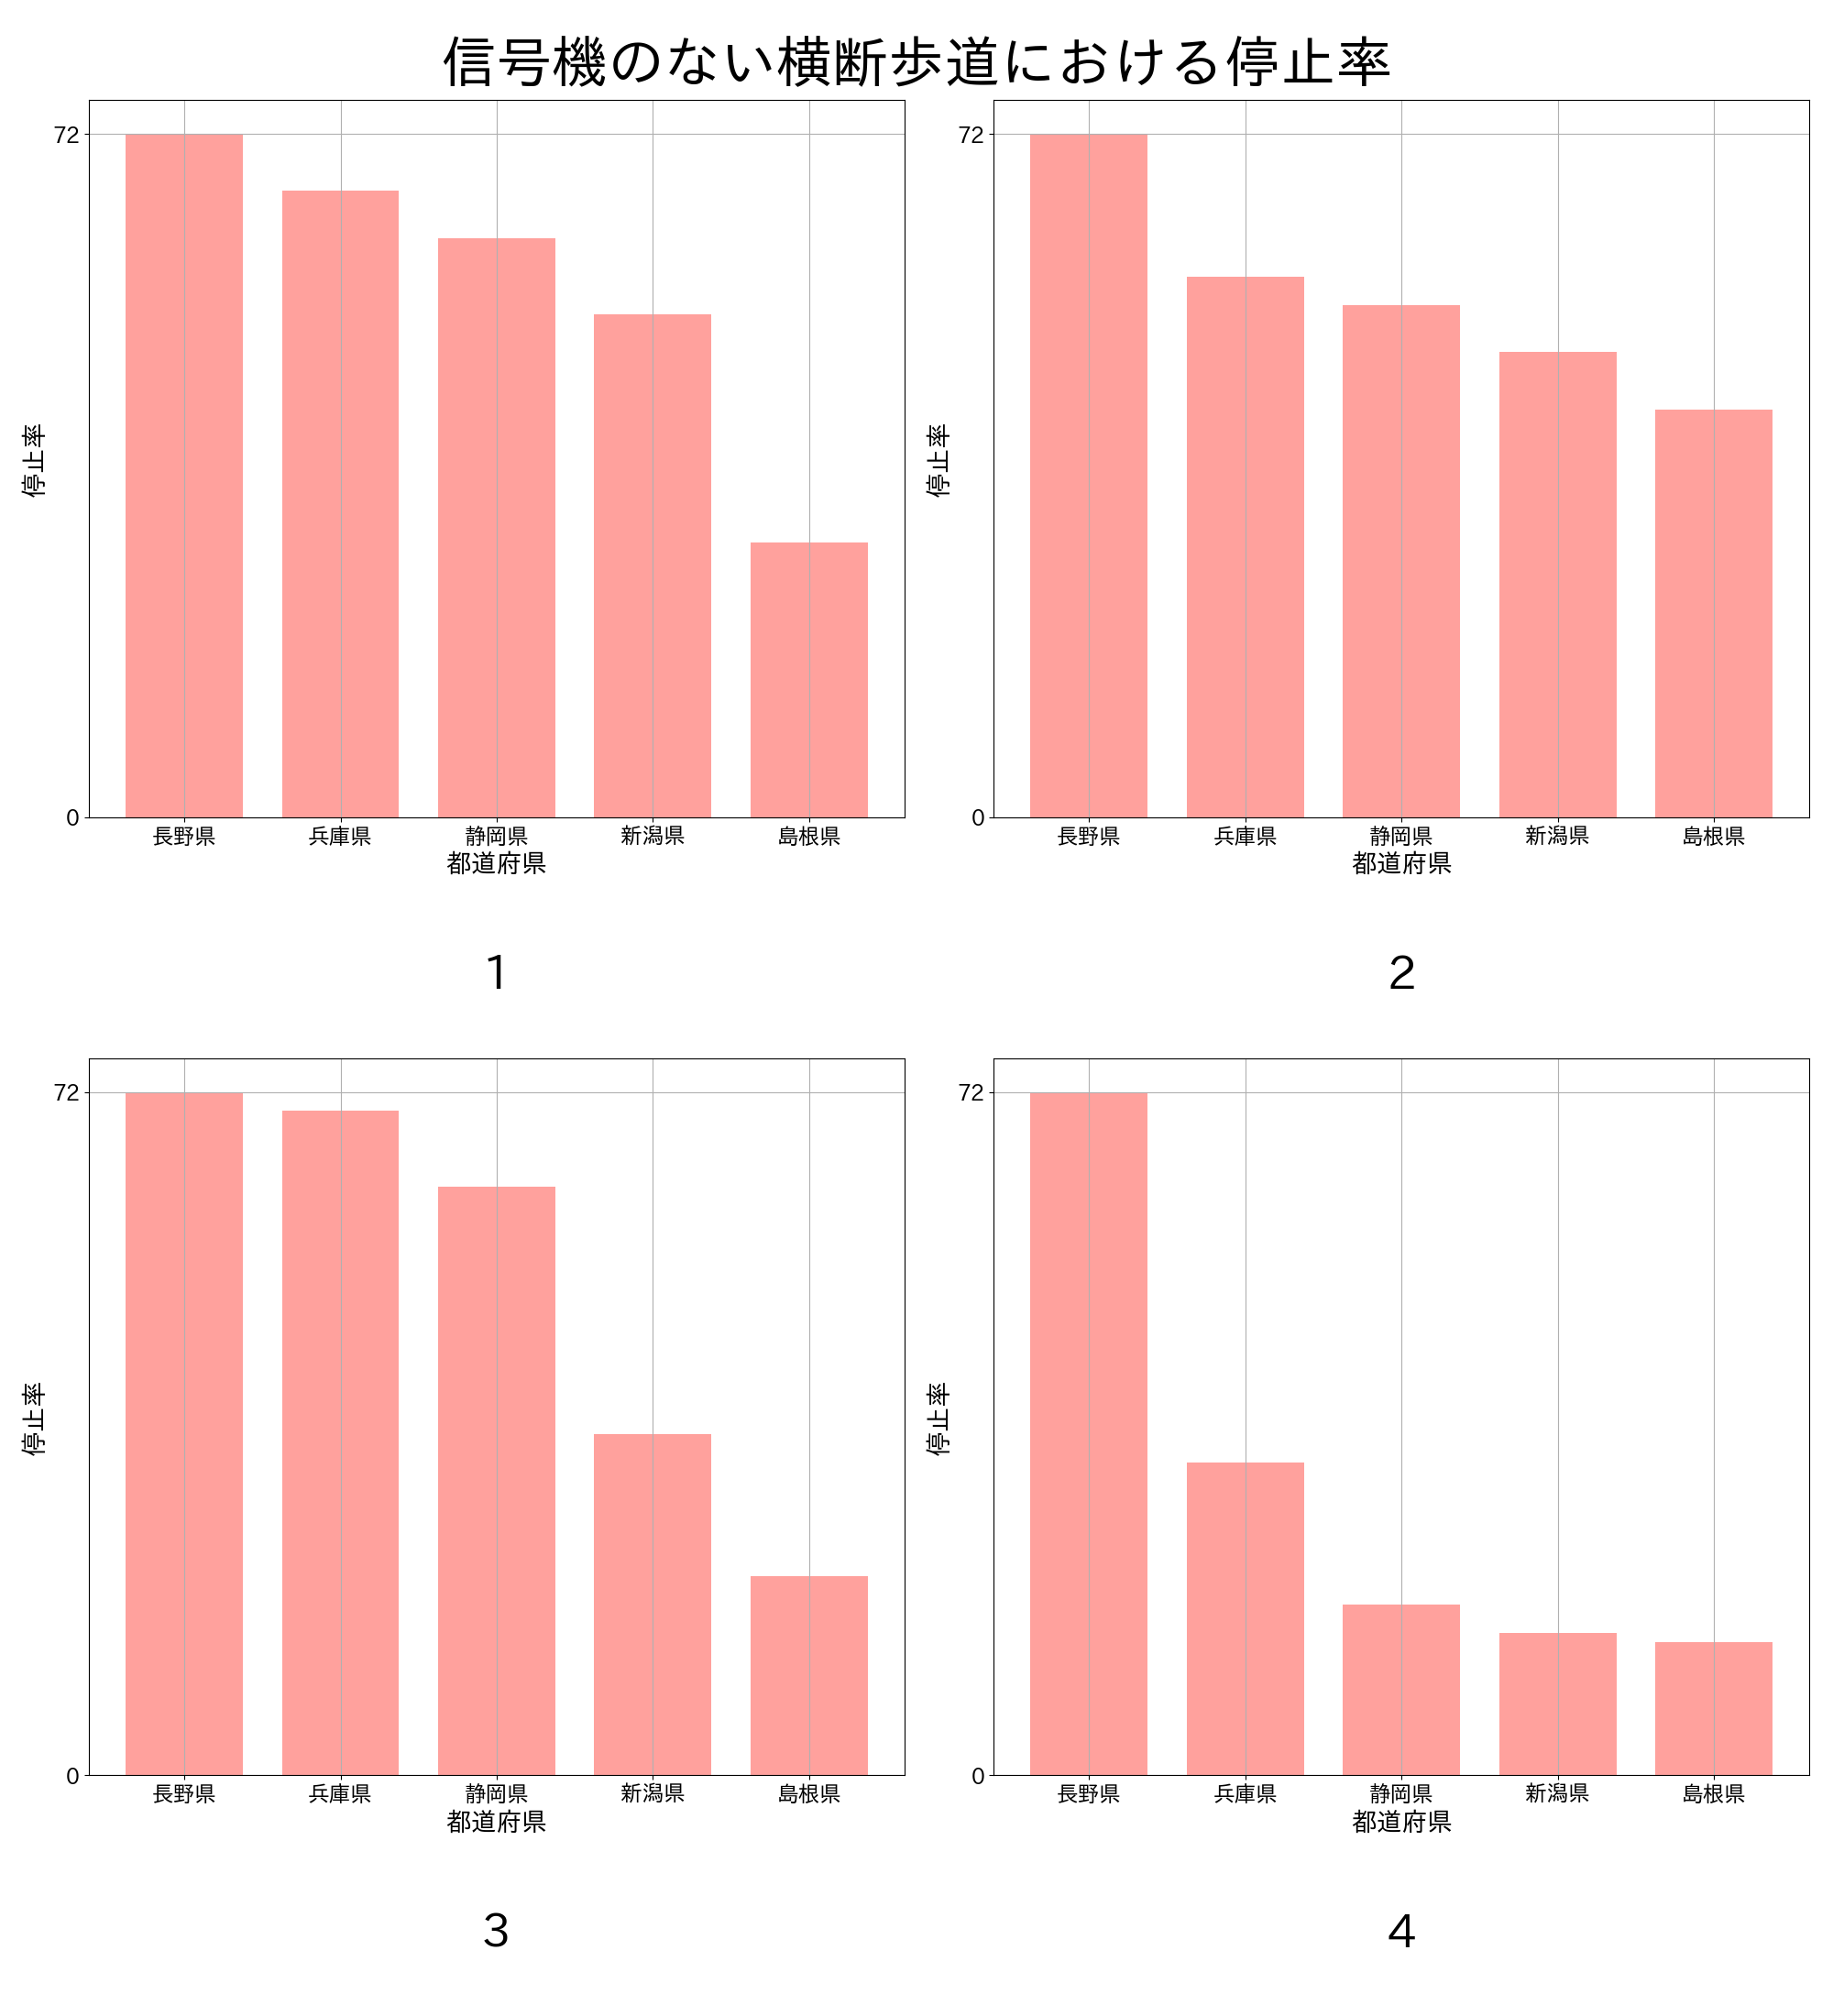 信号機のない横断歩道における停止率
72
0
停止率
長野県 兵庫県 静岡県 新潟県 島根県
都道府県
1
72
0
停止率
長野県 兵庫県 静岡県 新潟県 島根県
都道府県
2
72
0
停止率
長野県 兵庫県 静岡県 新潟県 島根県
都道府県
3
72
0
停止率
長野県 兵庫県 静岡県 新潟県 島根県
都道府県
4